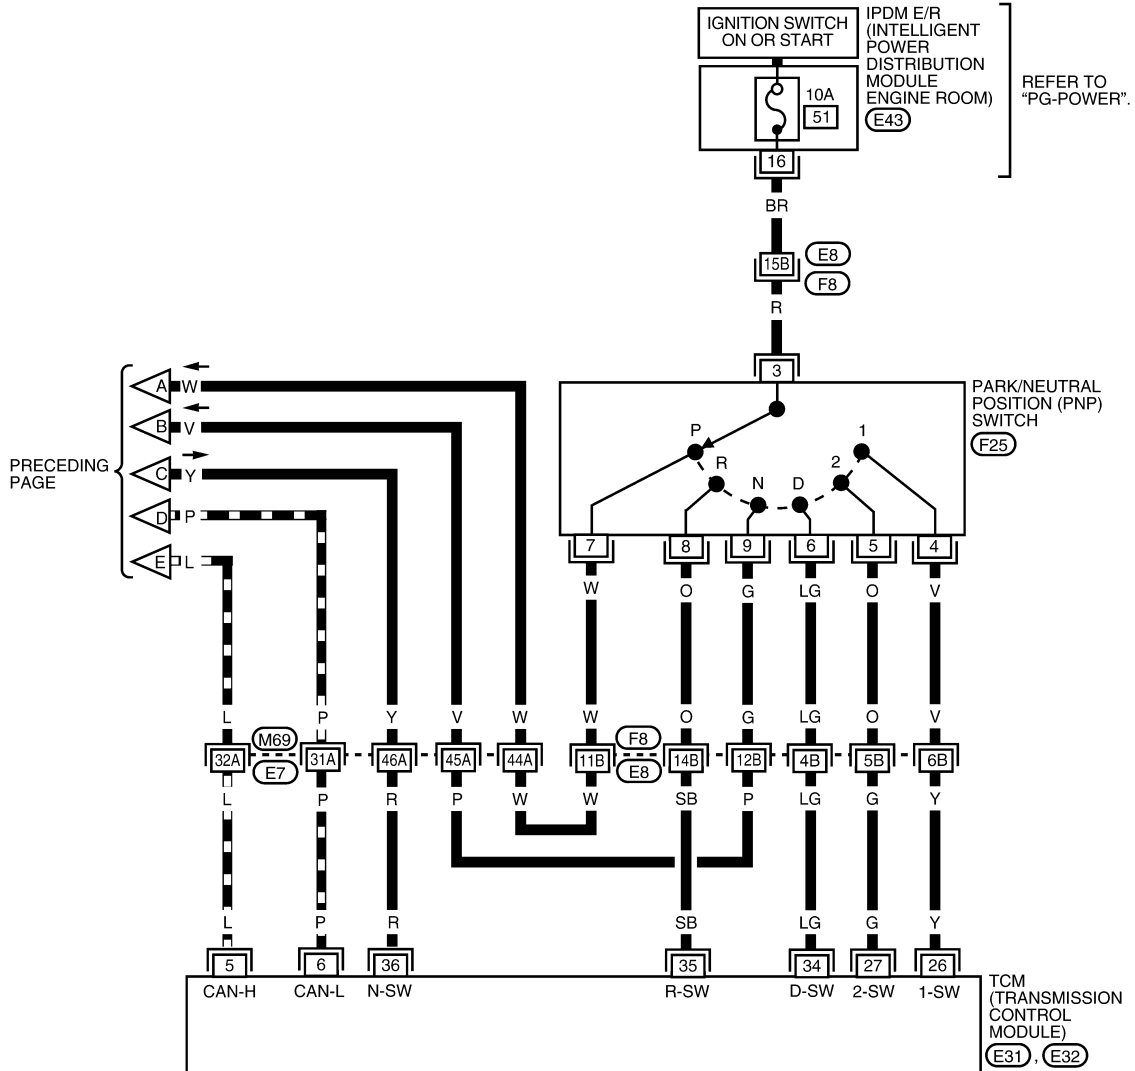 IGNITION SWITCH
ON OR START
IPDM E/R
(INTELLIGENT
POWER
DISTRIBUTION
MODULE
ENGINE ROOM)
E43
10A
51
REFER TO
“PG-POWER”.
16
BR
15B
E8
F8
R
3
PARK/NEUTRAL
POSITION (PNP)
SWITCH
F25
P
R
N
D
2
1
PRECEDING
PAGE
A W
B V
C Y
D P
E L
7 8 9 6 5 4
W O G LG O V
L P Y V W W O G LG O V
M69
E7
F8
E8
32A 31A 46A 45A 44A 11B 14B 12B 4B 5B 6B
L P R P W W SB P LG G Y
L P R SB LG G Y
5 6 36 35 34 27 26
CAN-H CAN-L N-SW R-SW D-SW 2-SW 1-SW
TCM
(TRANSMISSION
CONTROL
MODULE)
E31 , E32